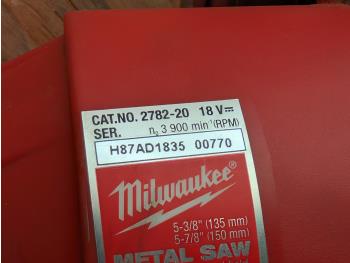 CAT.NO. 2782-20 18 V⎓
SER. n₀ 3 900 min⁻¹(RPM)
H87AD1835 00770
Milwaukee
5-3/8" (135 mm)
5-7/8" (150 mm)
METAL SAW